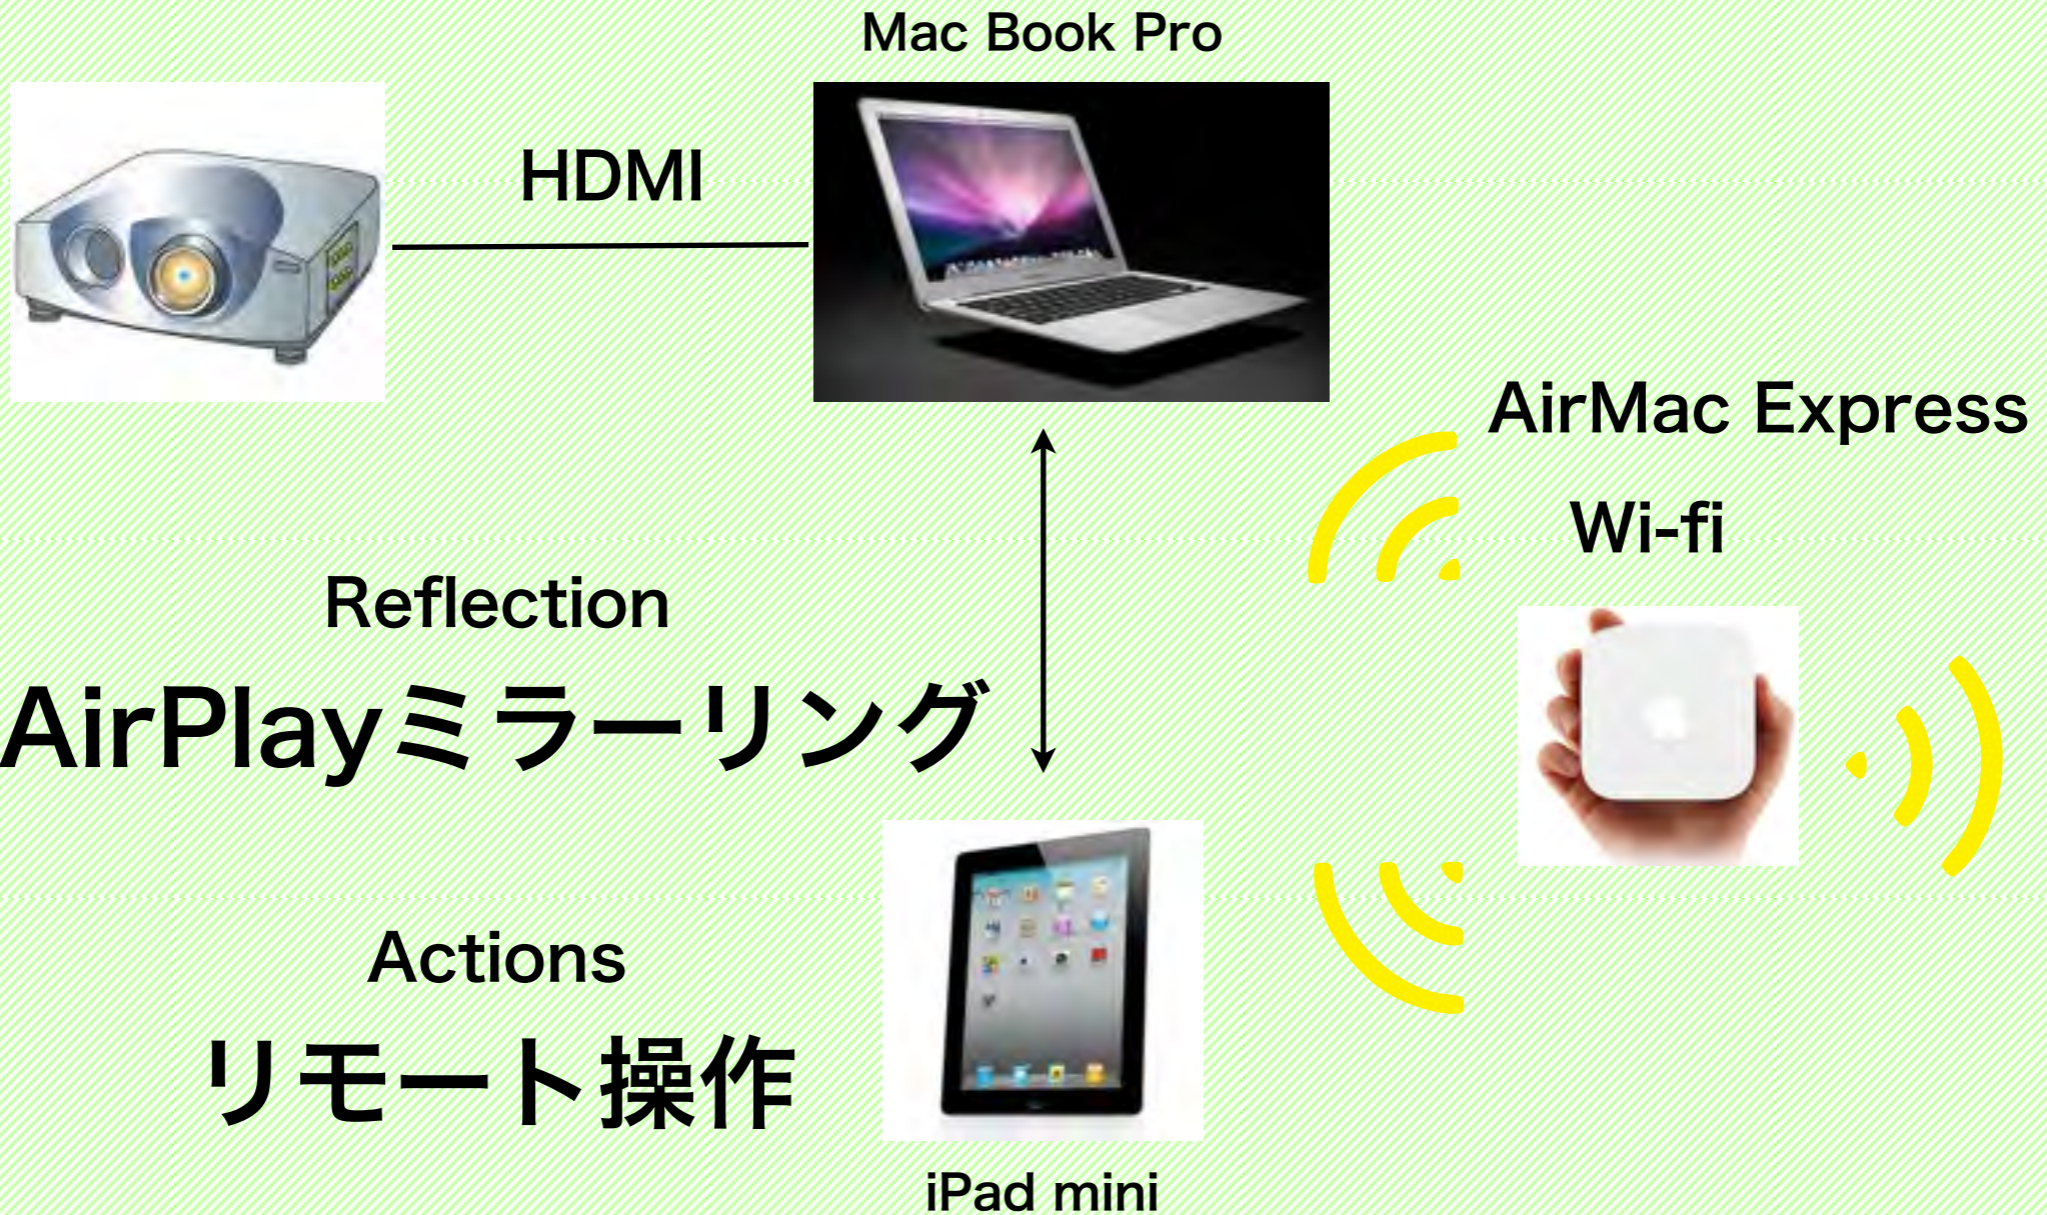 Mac Book Pro
HDMI
AirMac Express
Wi-fi
Reflection
AirPlayミラーリング
Actions
リモート操作
iPad mini